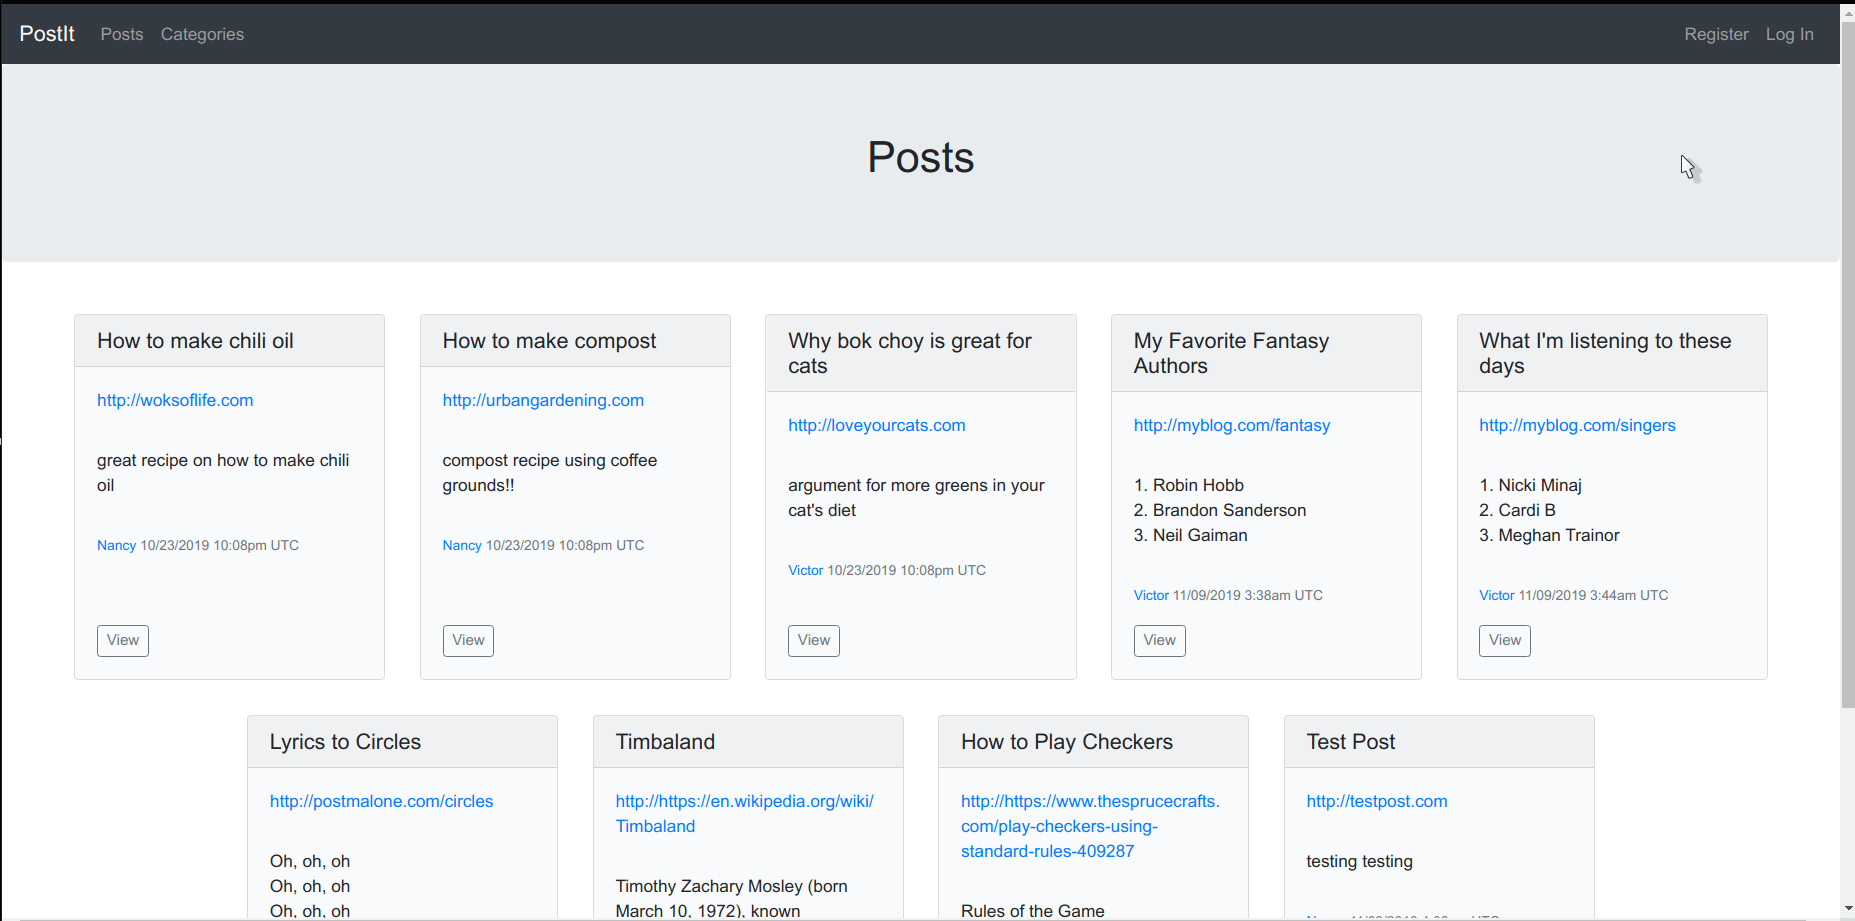 PostIt Posts Categories Register Log In
Posts
How to make chili oil
http://woksoflife.com
great recipe on how to make chili
oil
Nancy 10/23/2019 10:08pm UTC
View
How to make compost
http://urbangardening.com
compost recipe using coffee
grounds!!
Nancy 10/23/2019 10:08pm UTC
View
Why bok choy is great for
cats
http://loveyourcats.com
argument for more greens in your
cat's diet
Victor 10/23/2019 10:08pm UTC
View
My Favorite Fantasy
Authors
http://myblog.com/fantasy
1. Robin Hobb
2. Brandon Sanderson
3. Neil Gaiman
Victor 11/09/2019 3:38am UTC
View
What I'm listening to these
days
http://myblog.com/singers
1. Nicki Minaj
2. Cardi B
3. Meghan Trainor
Victor 11/09/2019 3:44am UTC
View
Lyrics to Circles
http://postmalone.com/circles
Oh, oh, oh
Oh, oh, oh
Oh, oh, oh
Timbaland
http://https://en.wikipedia.org/wiki/
Timbaland
Timothy Zachary Mosley (born
March 10, 1972), known
How to Play Checkers
http://https://www.thesprucecrafts.
com/play-checkers-using-
standard-rules-409287
Rules of the Game
Test Post
http://testpost.com
testing testing